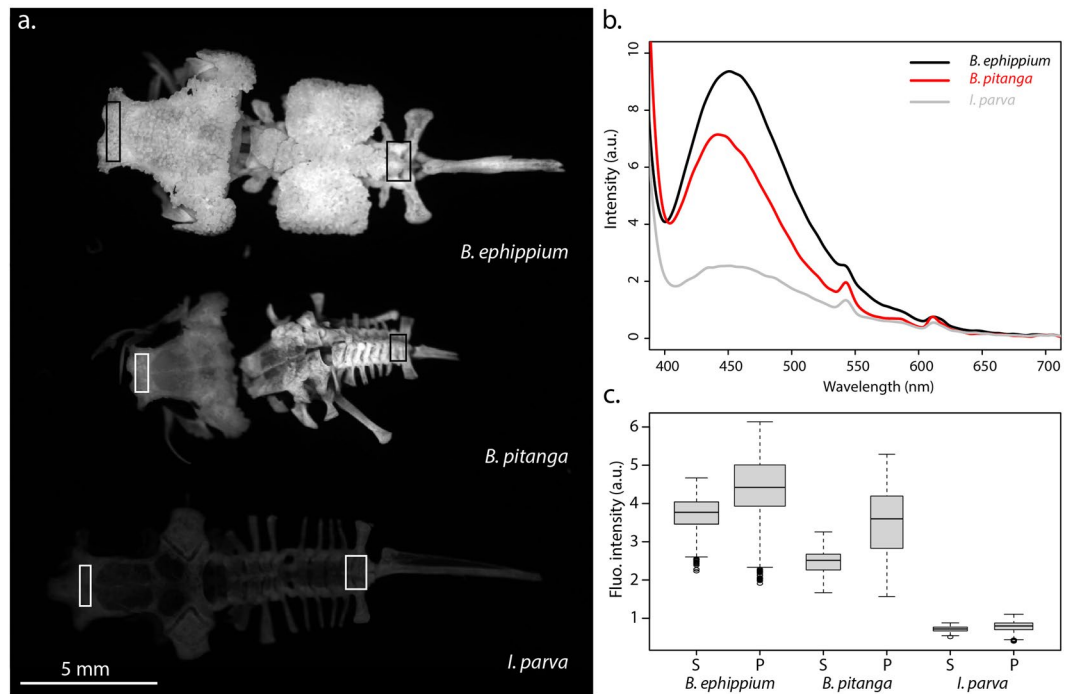 a.
B. ephippium
B. pitanga
I. parva
5 mm
b.
10
8
6
4
2
0
Intensity (a.u.)
400 450 500 550 600 650 700
Wavelength (nm)
B. ephippium
B. pitanga
I. parva
c.
6
5
4
3
2
1
Fluo. intensity (a.u.)
S P S P S P
B. ephippium B. pitanga I. parva